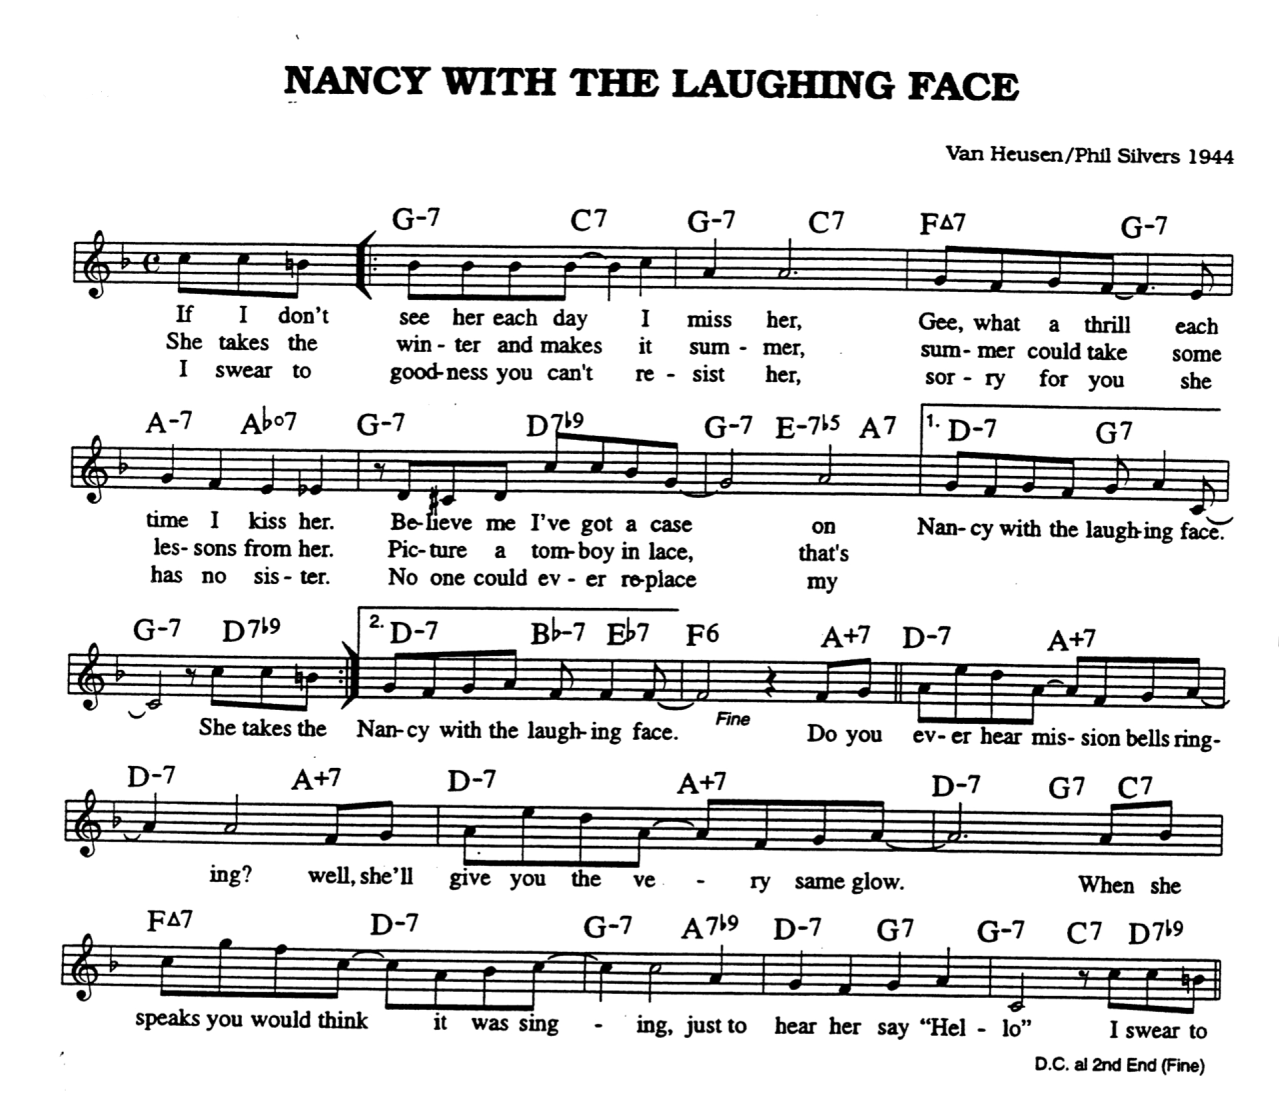 NANCY WITH THE LAUGHING FACE
Van Heusen/Phil Silvers 1944
G-7 C7 G-7 C7 F△7 G-7
If I don't see her each day I miss her, Gee, what a thrill each
She takes the win - ter and makes it sum - mer, sum - mer could take some
I swear to good-ness you can't re - sist her, sor - ry for you she
A-7 A♭o7 G-7 D7♭9 G-7 E-7♭5 A7 1. D-7 G7
time I kiss her. Be-lieve me I've got a case on Nan-cy with the laugh-ing face.
les- sons from her. Pic- ture a tom-boy in lace, that's
has no sis - ter. No one could ev - er re-place my
G-7 D7♭9 2. D-7 B♭-7 E♭7 F6 A+7 D-7 A+7
Fine
She takes the Nan-cy with the laugh-ing face. Do you ev- er hear mis- sion bells ring-
D-7 A+7 D-7 A+7 D-7 G7 C7
ing? well, she'll give you the ve - ry same glow. When she
F△7 D-7 G-7 A7♭9 D-7 G7 G-7 C7 D7♭9
speaks you would think it was sing - ing, just to hear her say "Hel - lo" I swear to
D.C. al 2nd End (Fine)